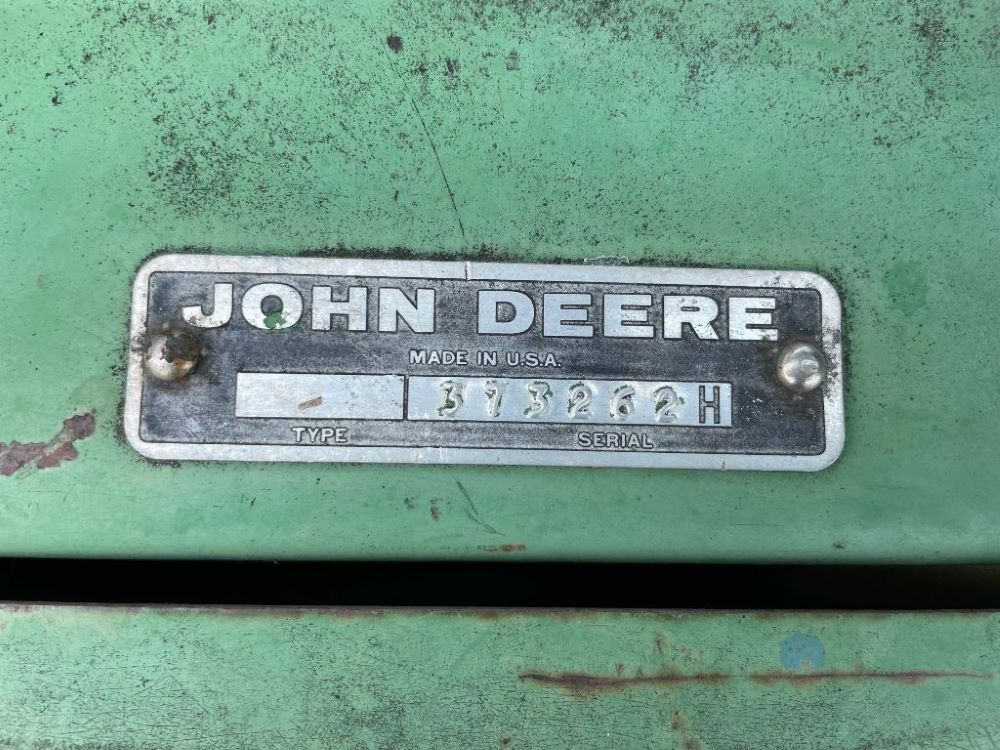 JOHN DEERE
MADE IN U.S.A.
373262H
TYPE SERIAL